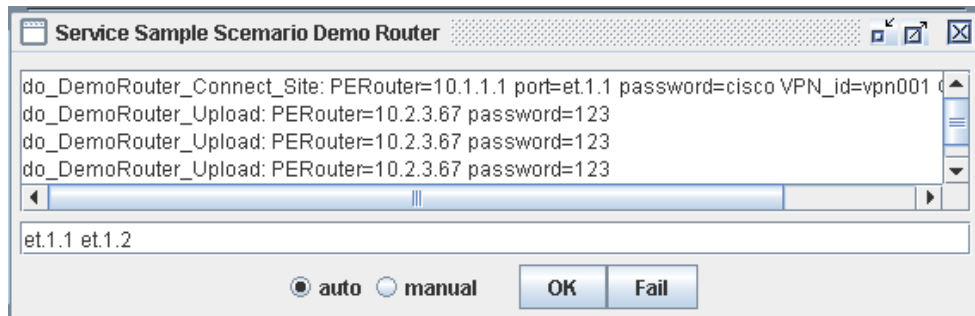 Service Sample Scemario Demo Router
do_DemoRouter_Connect_Site: PERouter=10.1.1.1 port=et.1.1 password=cisco VPN_id=vpn001
do_DemoRouter_Upload: PERouter=10.2.3.67 password=123
do_DemoRouter_Upload: PERouter=10.2.3.67 password=123
do_DemoRouter_Upload: PERouter=10.2.3.67 password=123
et.1.1 et.1.2
auto manual OK Fail